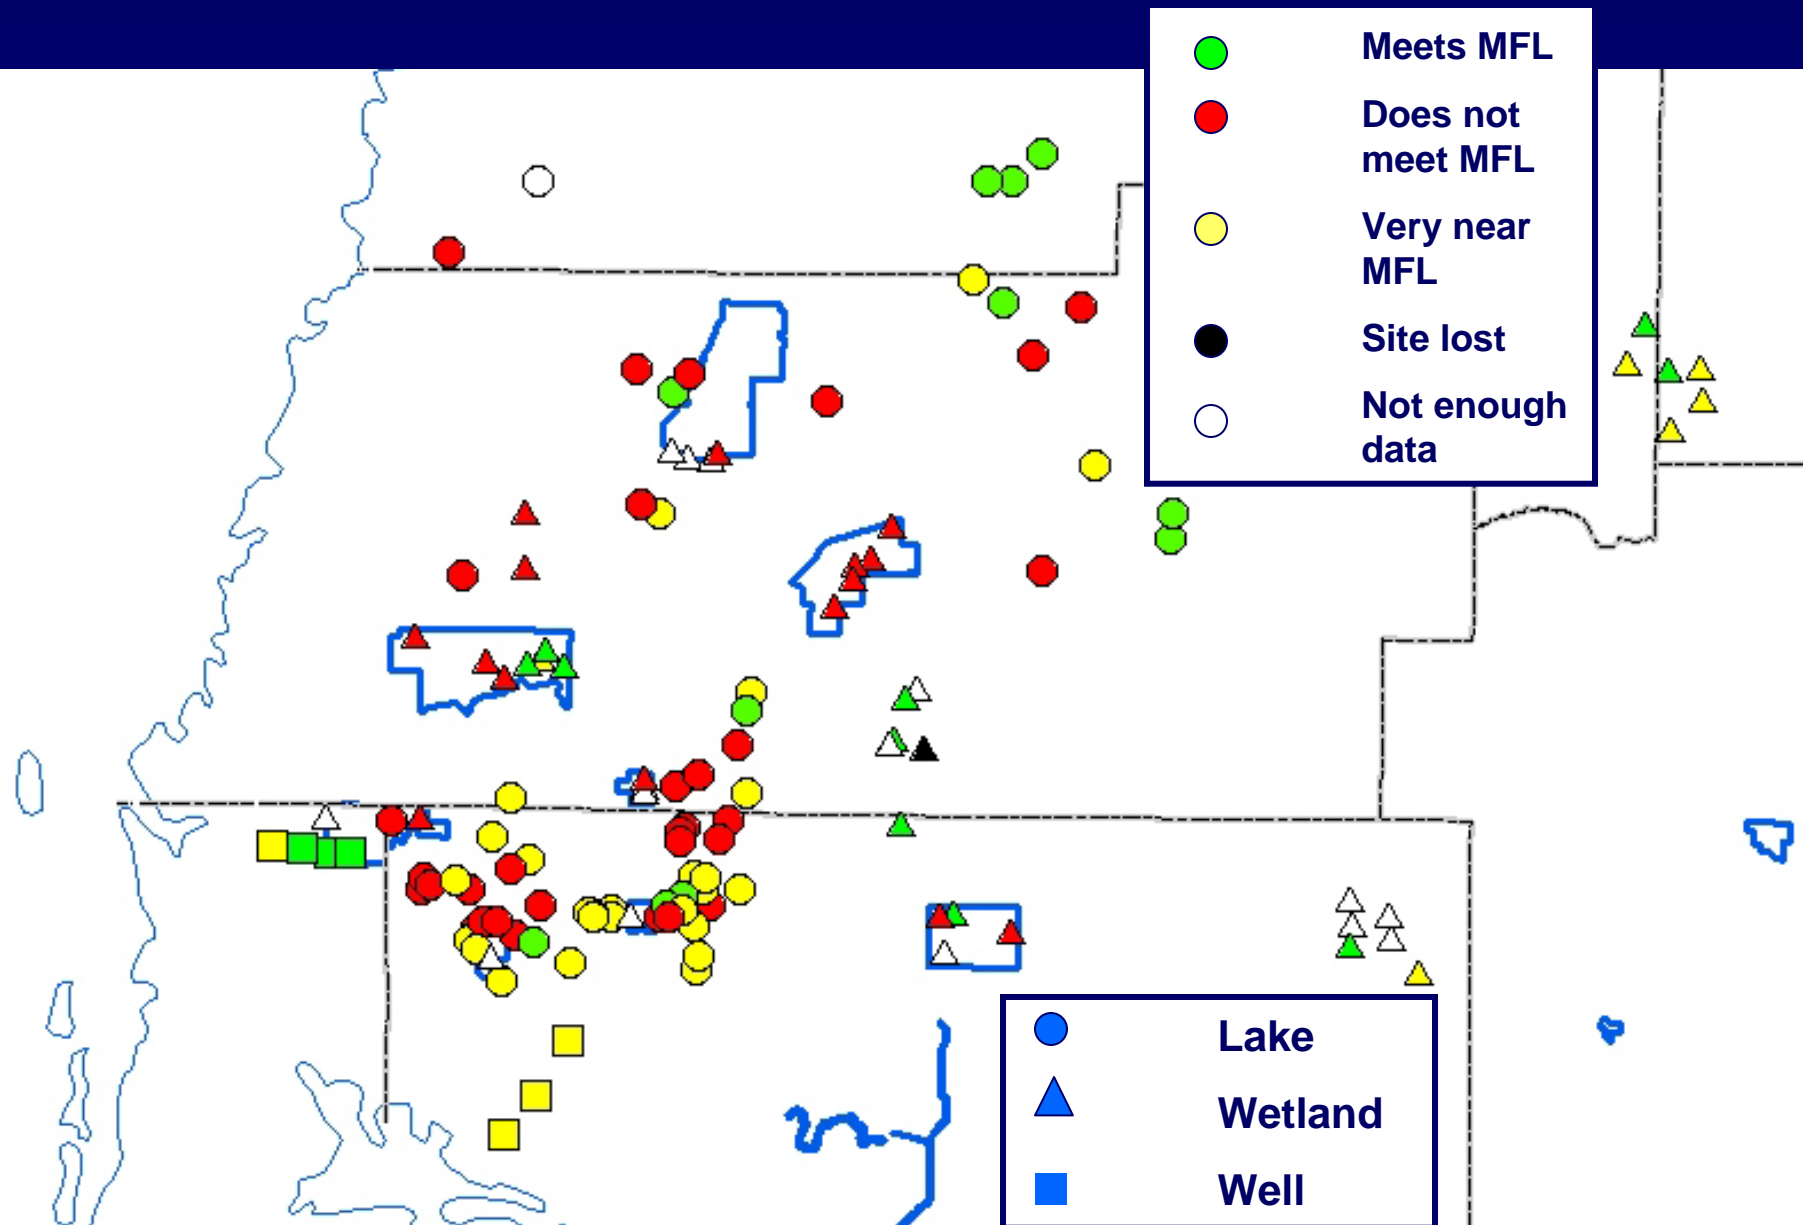 Meets MFL
Does not
meet MFL
Very near
MFL
Site lost
Not enough
data
Lake
Wetland
Well